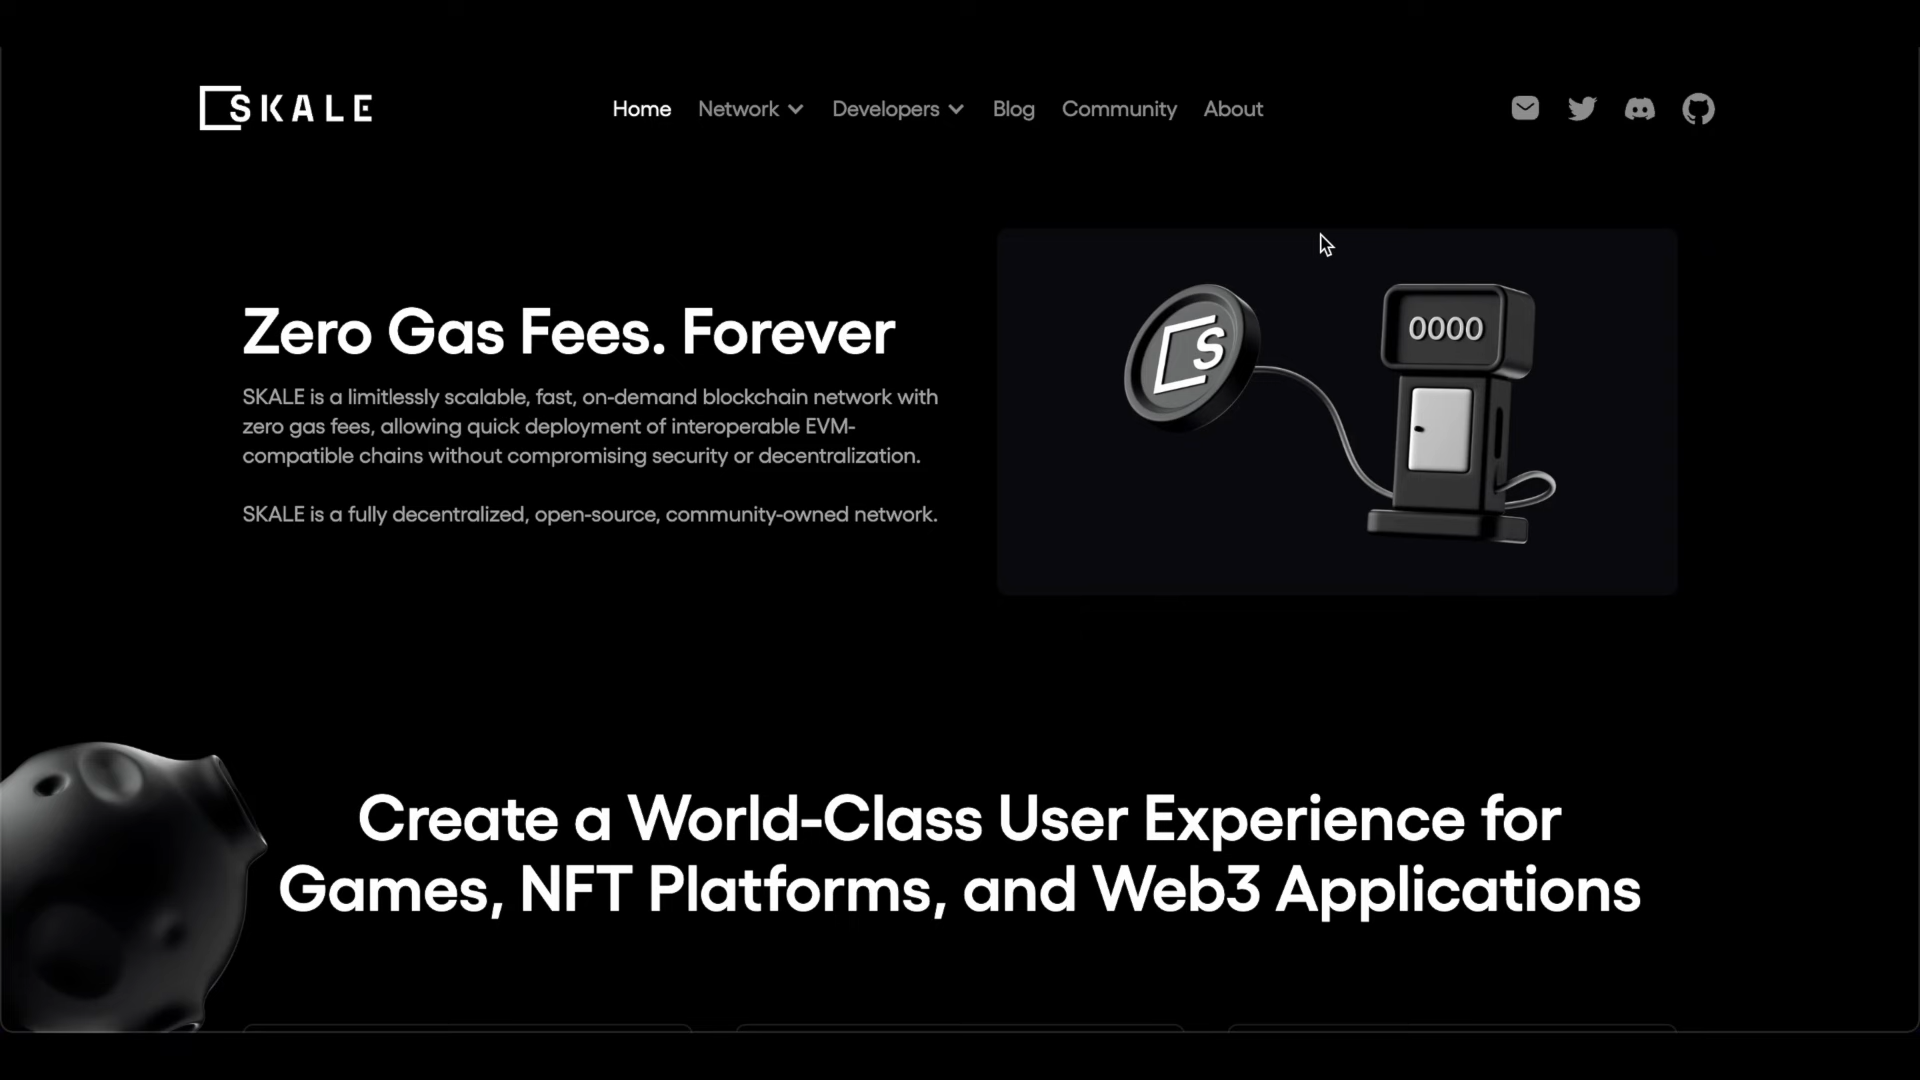 SKALE
Home Network Developers Blog Community About
Zero Gas Fees. Forever
SKALE is a limitlessly scalable, fast, on-demand blockchain network with
zero gas fees, allowing quick deployment of interoperable EVM-
compatible chains without compromising security or decentralization.
SKALE is a fully decentralized, open-source, community-owned network.
S
0000
Create a World-Class User Experience for
Games, NFT Platforms, and Web3 Applications